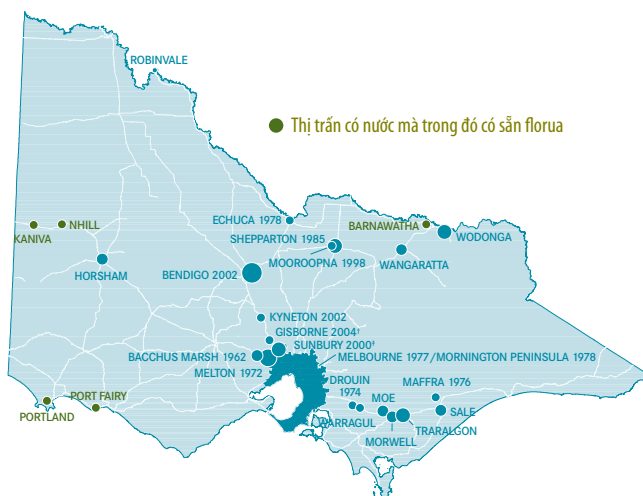 ROBINVALE
Thị trấn có nước mà trong đó có sẵn florua
ECHUCA 1978
BARNAWATHA
NHILL
KANIVA
SHEPPARTON 1985
WODONGA
MOOROOPNA 1998
WANGARATTA
HORSHAM
BENDIGO 2002
KYNETON 2002
GISBORNE 2004†
SUNBURY 2000‡
BACCHUS MARSH 1962
MELBOURNE 1977/MORNINGTON PENINSULA 1978
MELTON 1972
DROUIN
1974
MAFFRA 1976
PORT FAIRY
MOE
PORTLAND
WARRAGUL
SALE
TRARALGON
MORWELL